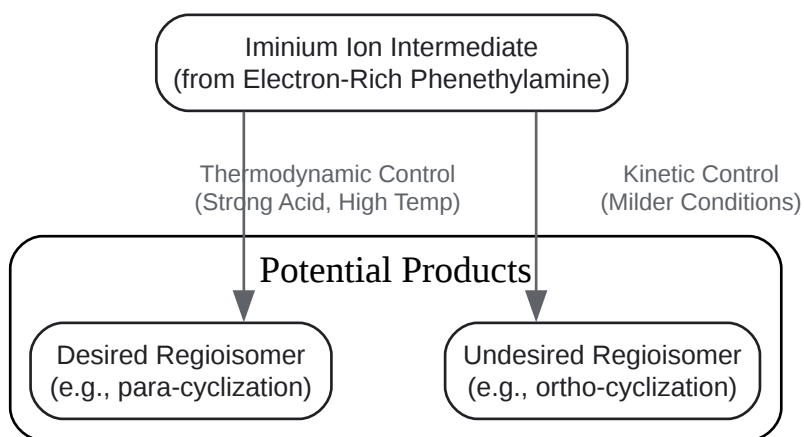 Iminium Ion Intermediate
(from Electron-Rich Phenethylamine)
Thermodynamic Control
(Strong Acid, High Temp)
Kinetic Control
(Milder Conditions)
Potential Products
Desired Regioisomer
(e.g., para-cyclization)
Undesired Regioisomer
(e.g., ortho-cyclization)